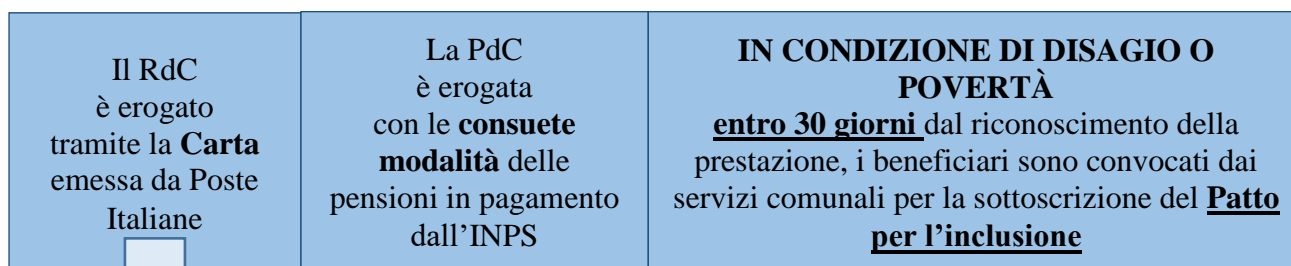 Il RdC
è erogato
tramite la Carta
emessa da Poste
Italiane
La PdC
è erogata
con le consuete
modalità delle
pensioni in pagamento
dall'INPS
IN CONDIZIONE DI DISAGIO O
POVERTÀ
entro 30 giorni dal riconoscimento della
prestazione, i beneficiari sono convocati dai
servizi comunali per la sottoscrizione del Patto
per l'inclusione